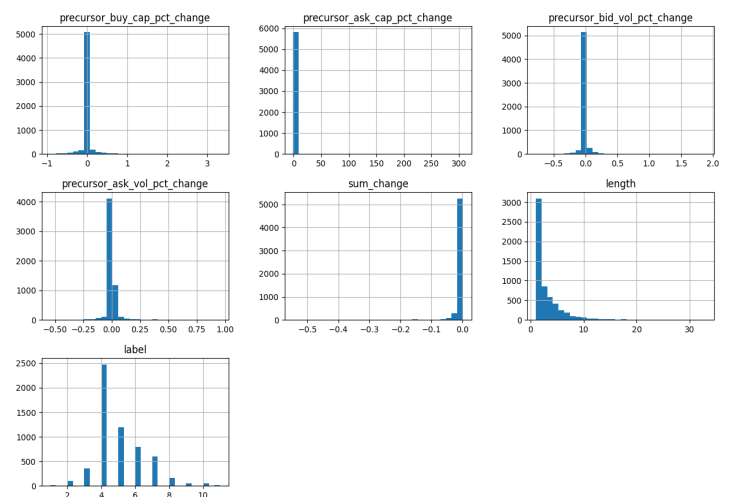 precursor_buy_cap_pct_change precursor_ask_cap_pct_change precursor_bid_vol_pct_change
5000 6000 5000
4000 5000 4000
3000 4000 3000
2000 3000 2000
1000 2000 1000
0 1000 0
0
-1 0 1 2 3 0 50 100 150 200 250 300 -0.5 0.0 0.5 1.0 1.5 2.0
precursor_ask_vol_pct_change sum_change length
4000 5000 3000
3000 4000 2500
2000 3000 2000
1000 2000 1500
0 1000 1000
0 500
0
-0.50 -0.25 0.00 0.25 0.50 0.75 1.00 -0.5 -0.4 -0.3 -0.2 -0.1 0.0 0 10 20 30
label
2500
2000
1500
1000
500
0
2 4 6 8 10